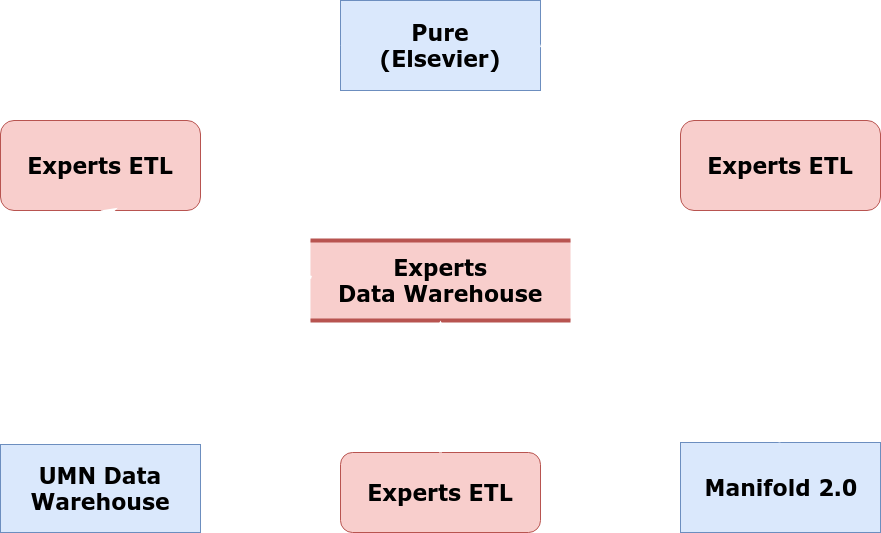 Pure
(Elsevier)
Experts ETL
Experts ETL
Experts
Data Warehouse
UMN Data
Warehouse
Experts ETL
Manifold 2.0